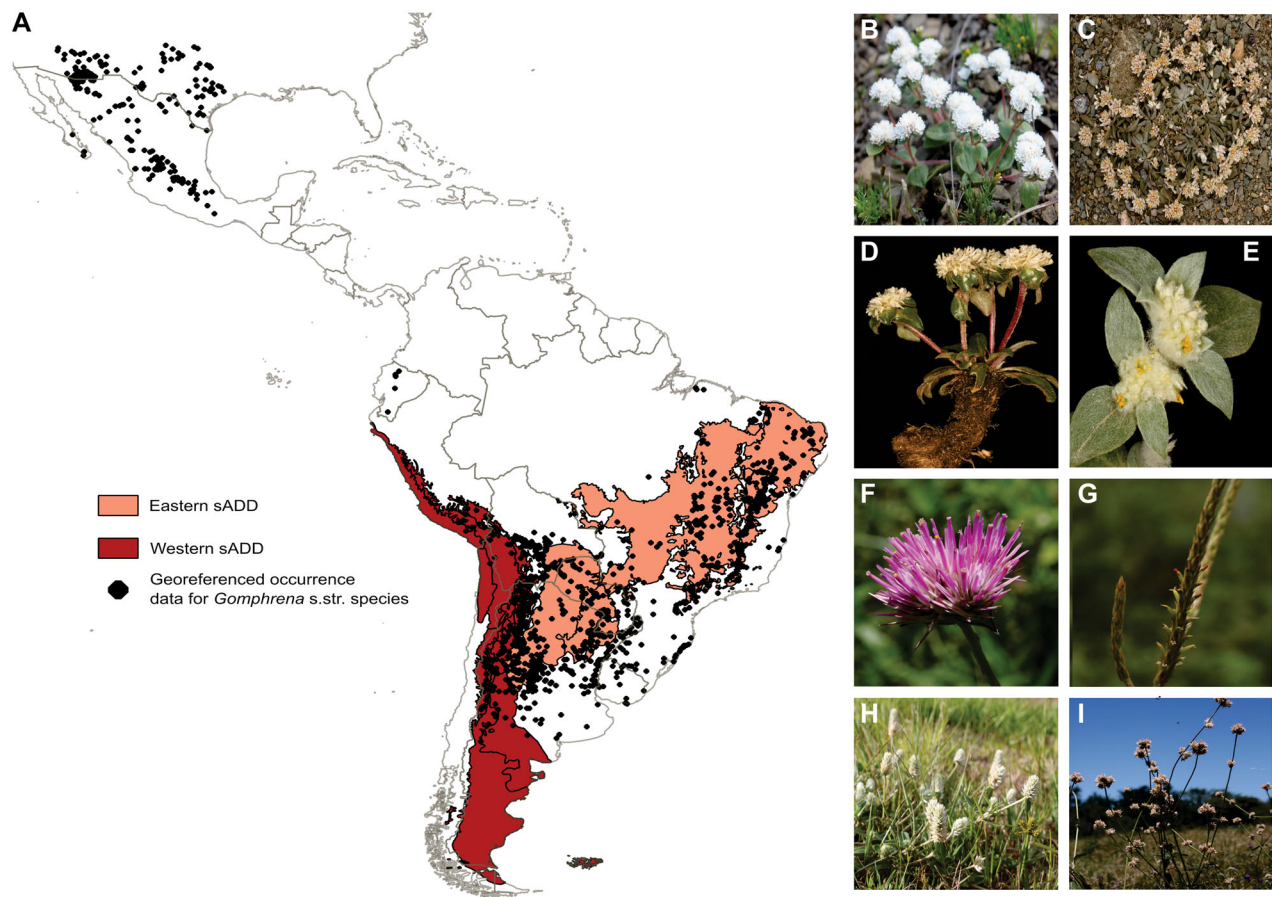 A
B
C
D
E
Eastern sADD
Western sADD
Georeferenced occurrence
data for Gomphrena s.str. species
F
G
H
I